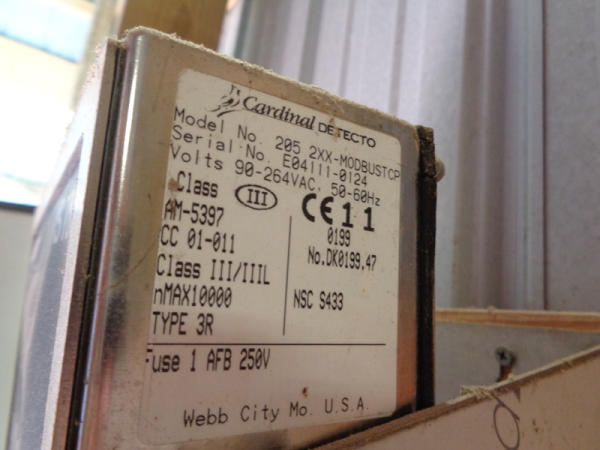 Cardinal DETECTO
Model No. 205 2XX-MODBUSTCP
Serial No. E04111-0124
Volts 90-264VAC, 50-60Hz
Class III
CE 11
AM-5397
0199
CC 01-011
No.DK0199.47
Class III/IIIL
nMAX10000
NSC S433
TYPE 3R
Fuse 1 AFB 250V
Webb City Mo. U.S.A.